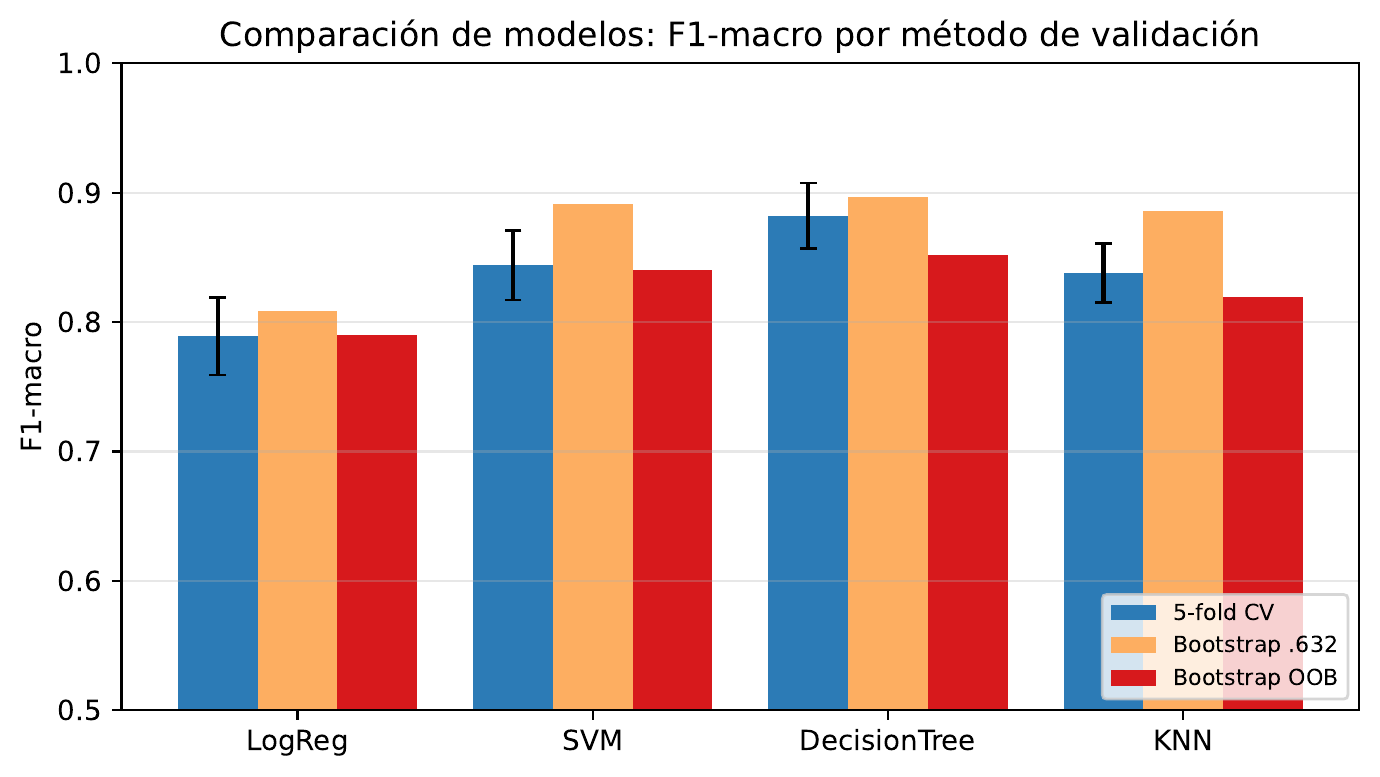 Comparación de modelos: F1-macro por método de validación
1.0
0.9
0.8
0.7
0.6
0.5
F1-macro
LogReg
SVM
DecisionTree
KNN
5-fold CV
Bootstrap .632
Bootstrap OOB